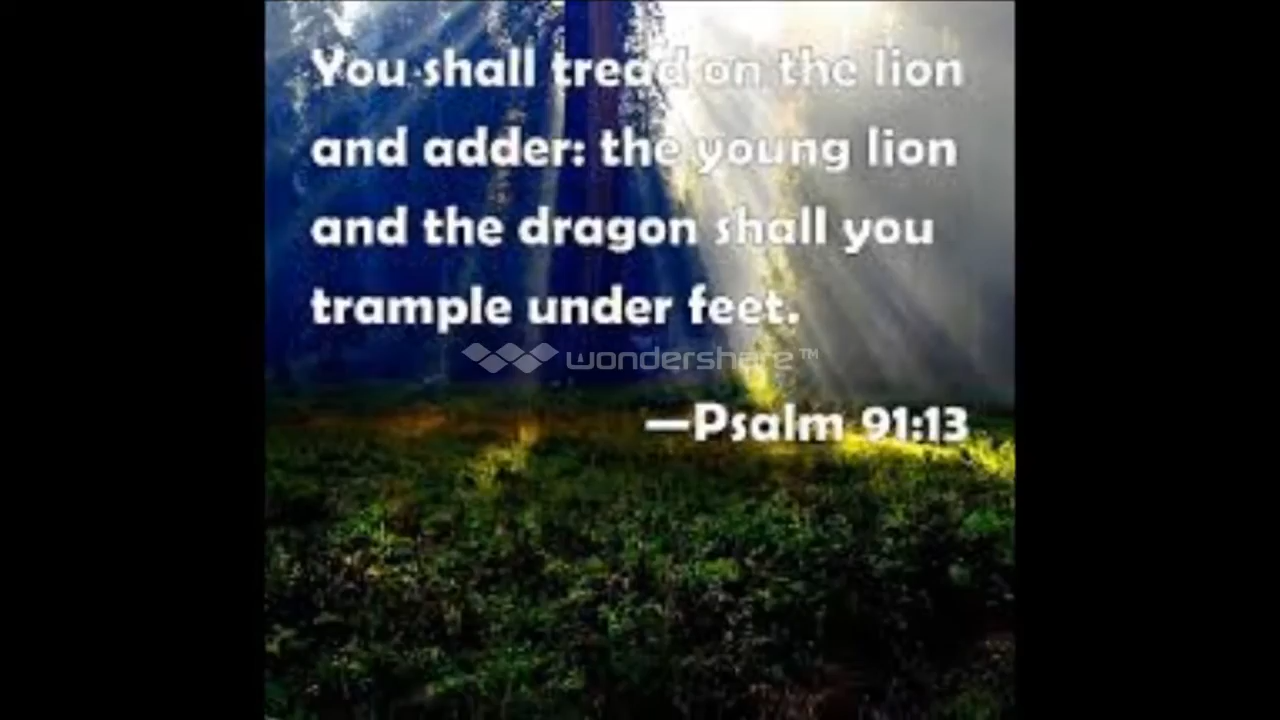 You shall tread on the lion
and adder: the young lion
and the dragon shall you
trample under feet.
wondershare™
—Psalm 91:13